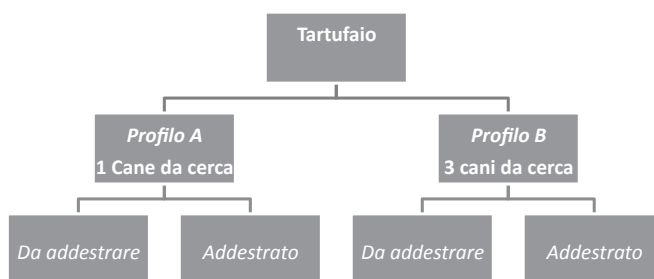 Tartufaio
Profilo A
1 Cane da cerca
Profilo B
3 cani da cerca
Da addestrare
Addestrato
Da addestrare
Addestrato